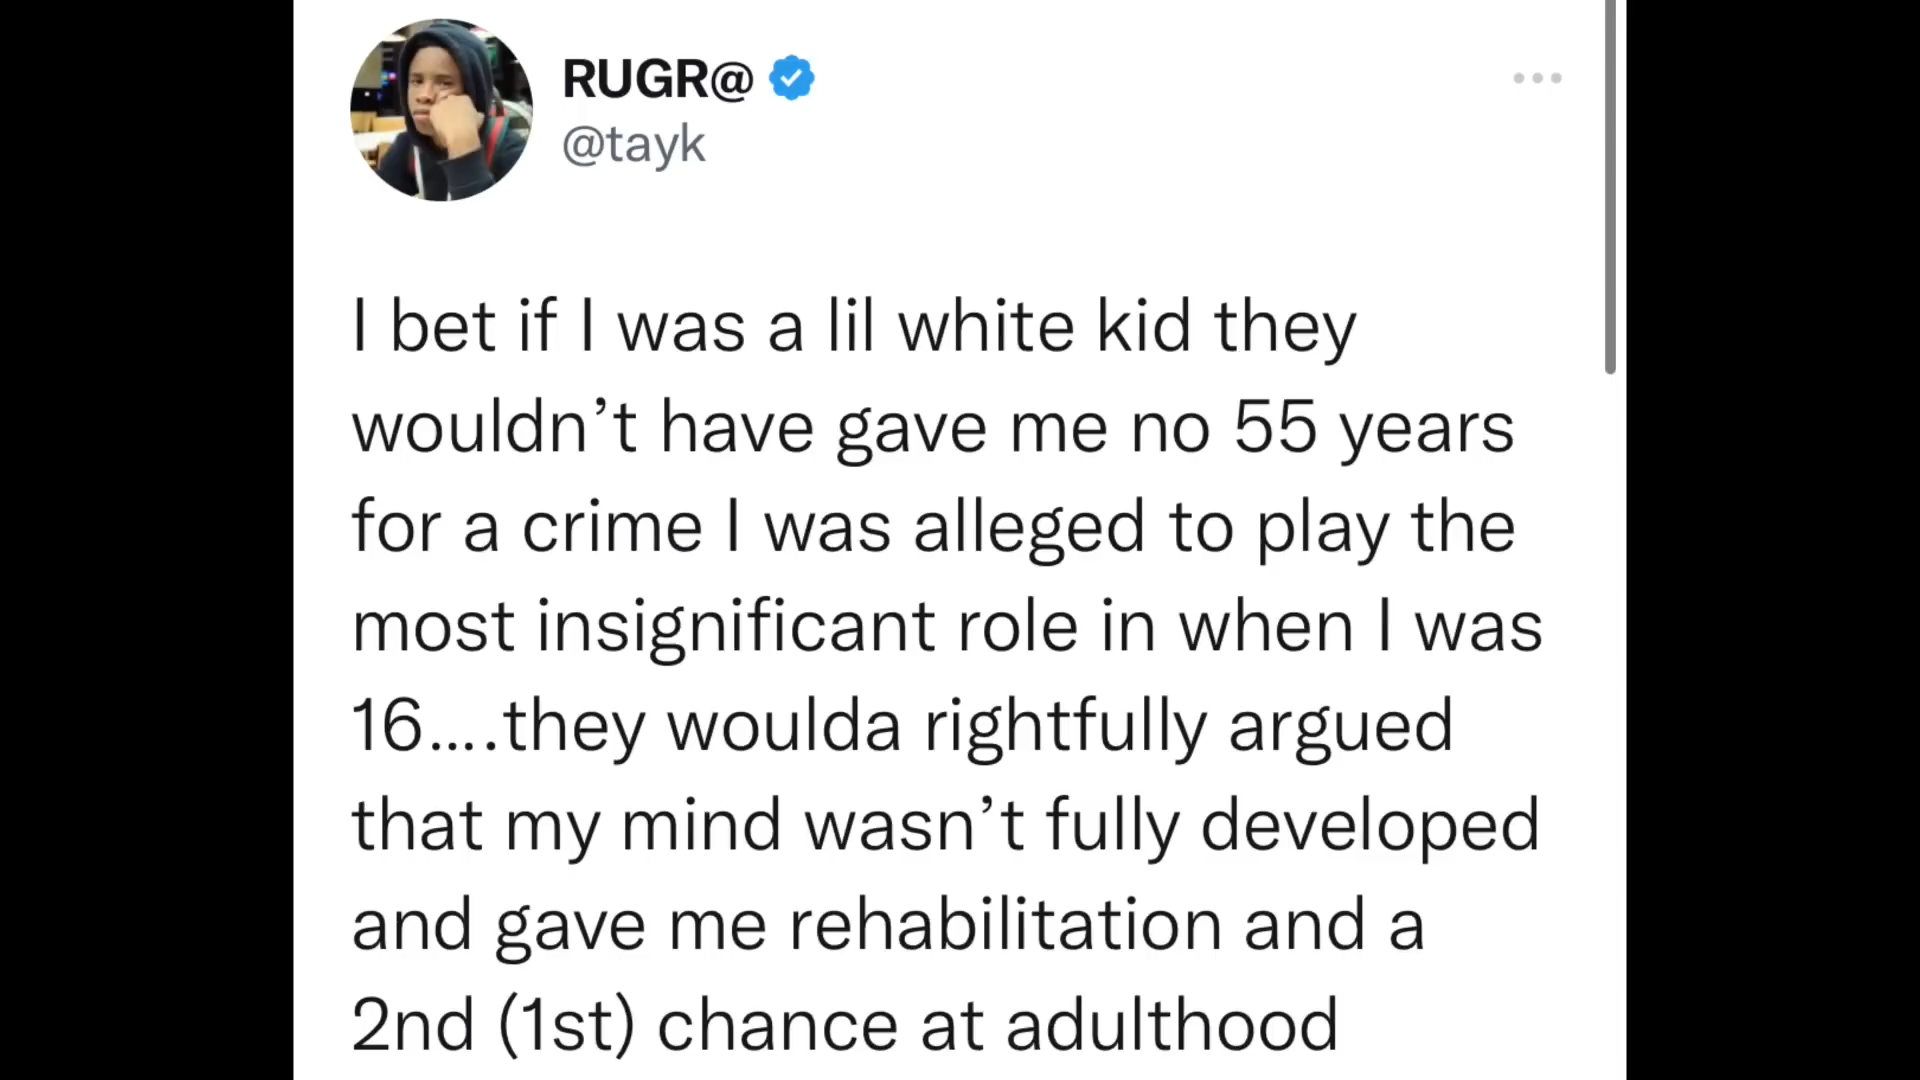 RUGR@
@tayk
I bet if I was a lil white kid they
wouldn’t have gave me no 55 years
for a crime I was alleged to play the
most insignificant role in when I was
16....they woulda rightfully argued
that my mind wasn’t fully developed
and gave me rehabilitation and a
2nd (1st) chance at adulthood